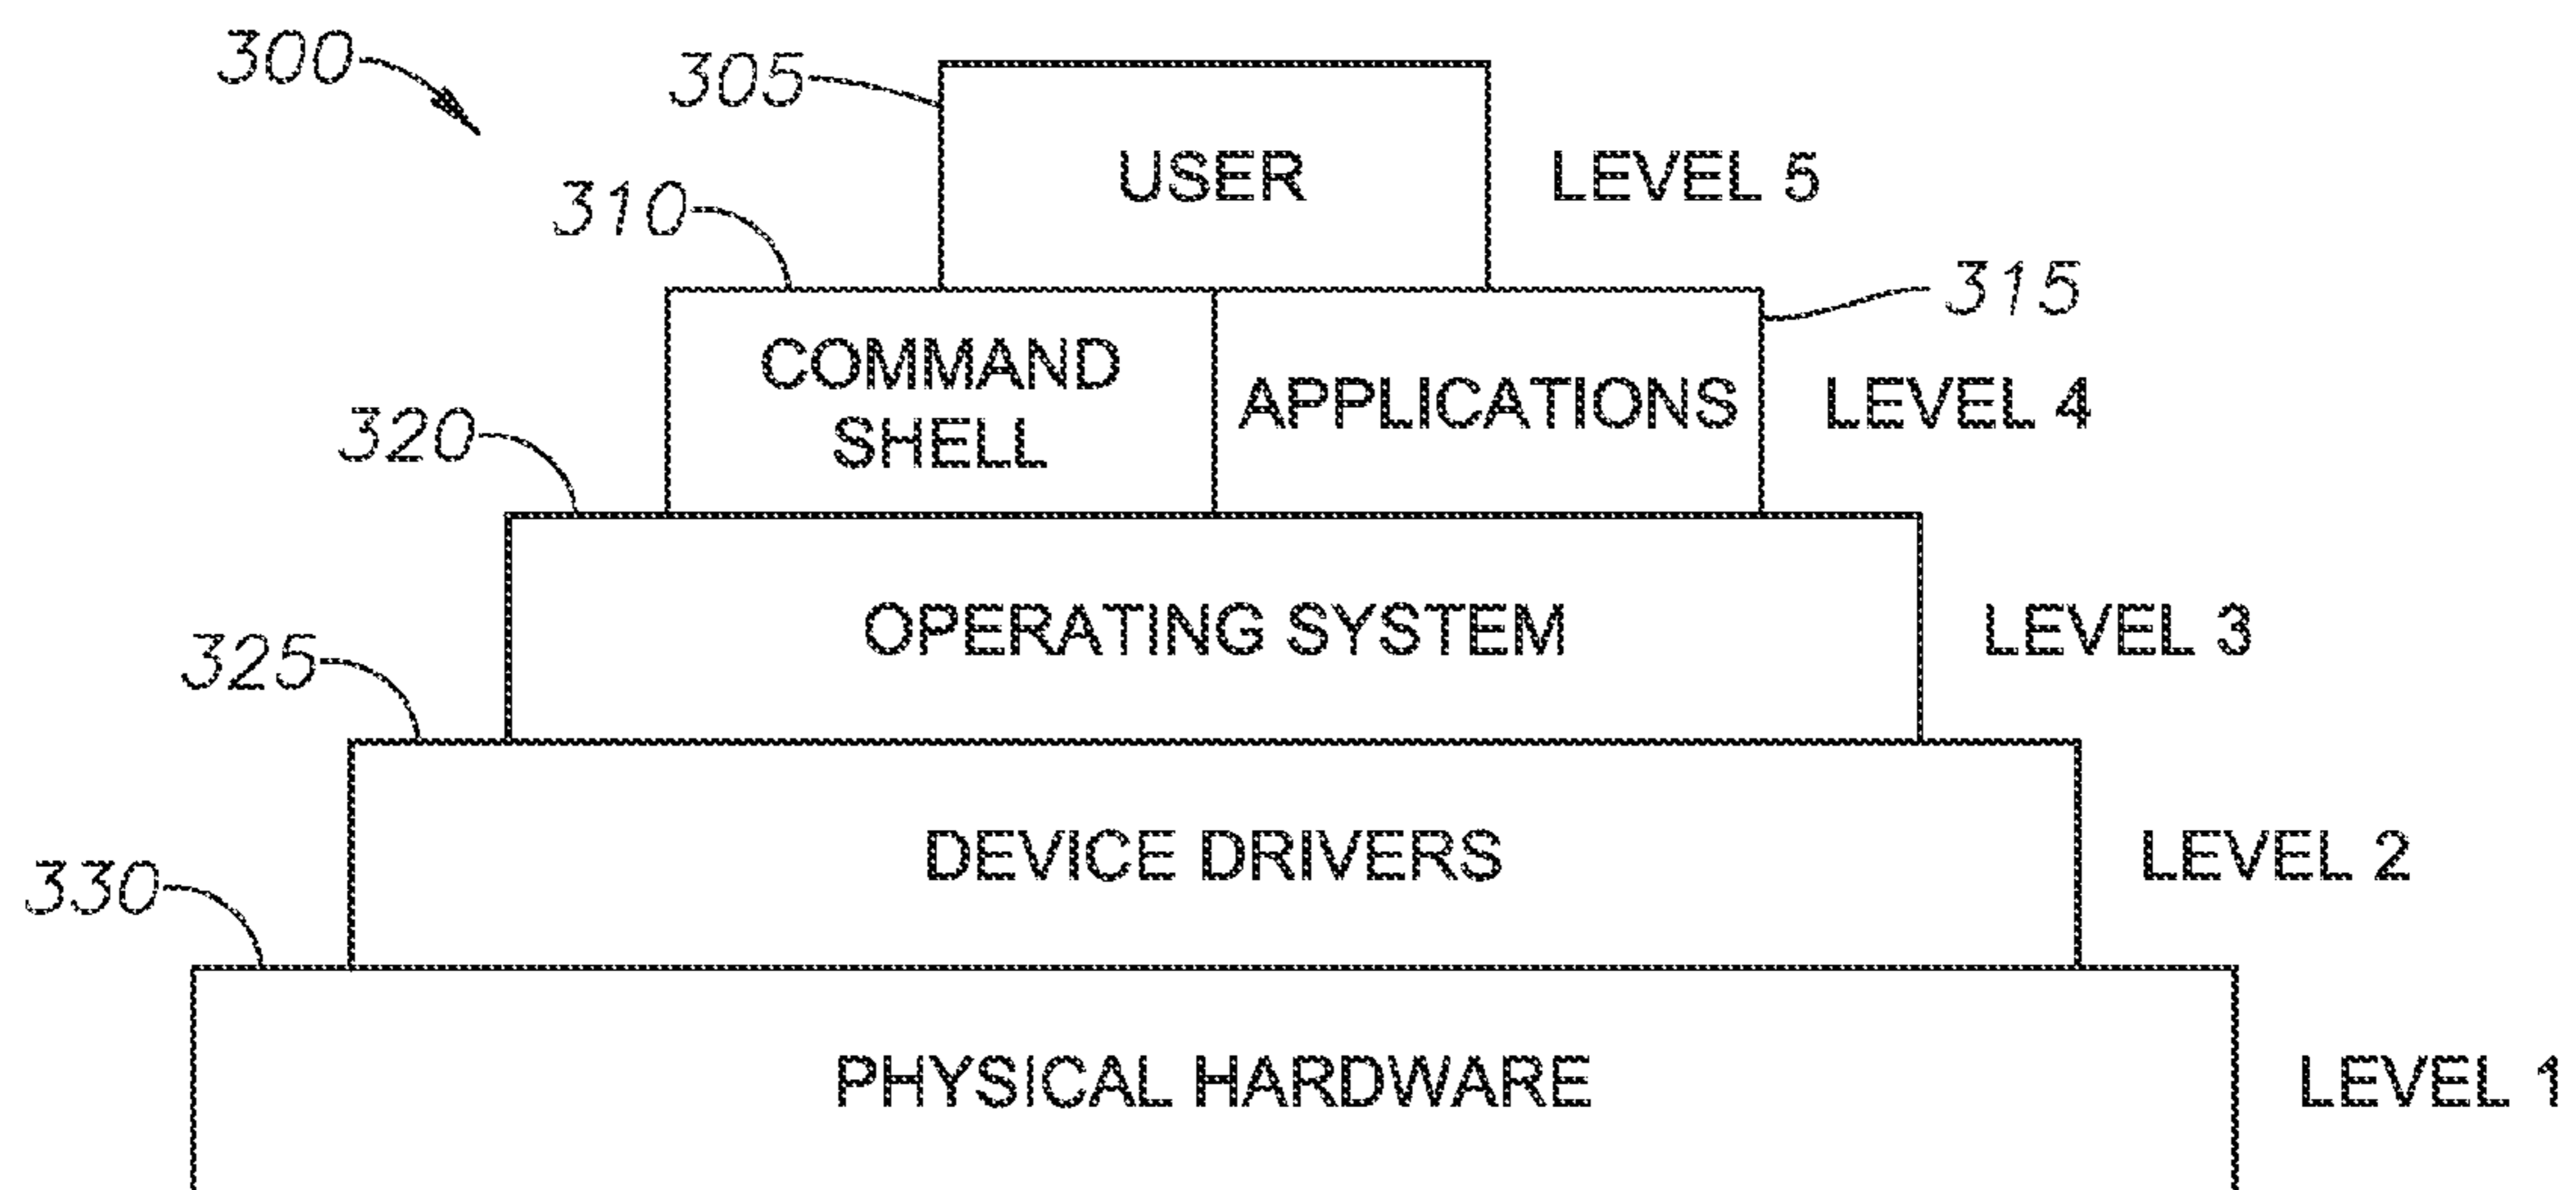 300
305
USER
LEVEL 5
310
315
COMMAND
SHELL
APPLICATIONS
LEVEL 4
320
OPERATING SYSTEM
LEVEL 3
325
DEVICE DRIVERS
LEVEL 2
330
PHYSICAL HARDWARE
LEVEL 1